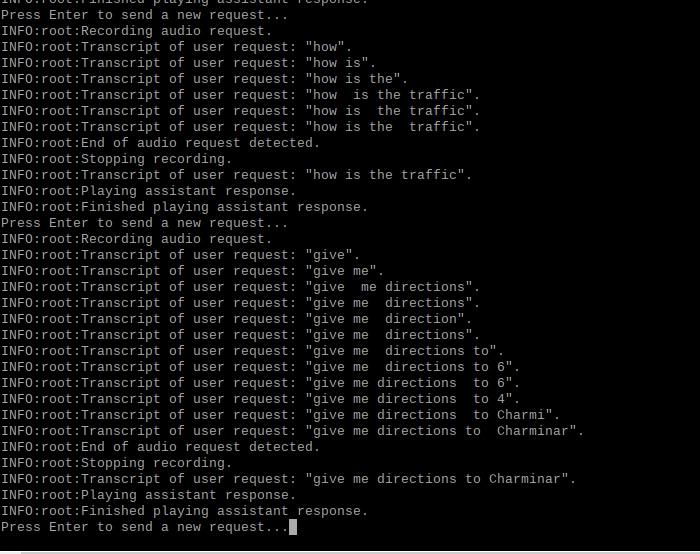 INFO:root:Finished playing assistant response.
Press Enter to send a new request...
INFO:root:Recording audio request.
INFO:root:Transcript of user request: "how".
INFO:root:Transcript of user request: "how is".
INFO:root:Transcript of user request: "how is the".
INFO:root:Transcript of user request: "how  is the traffic".
INFO:root:Transcript of user request: "how is  the traffic".
INFO:root:Transcript of user request: "how is the  traffic".
INFO:root:End of audio request detected.
INFO:root:Stopping recording.
INFO:root:Transcript of user request: "how is the traffic".
INFO:root:Playing assistant response.
INFO:root:Finished playing assistant response.
Press Enter to send a new request...
INFO:root:Recording audio request.
INFO:root:Transcript of user request: "give".
INFO:root:Transcript of user request: "give me".
INFO:root:Transcript of user request: "give  me directions".
INFO:root:Transcript of user request: "give me  directions".
INFO:root:Transcript of user request: "give me  direction".
INFO:root:Transcript of user request: "give me  directions".
INFO:root:Transcript of user request: "give me  directions to".
INFO:root:Transcript of user request: "give me  directions to 6".
INFO:root:Transcript of user request: "give me directions  to 6".
INFO:root:Transcript of user request: "give me directions  to 4".
INFO:root:Transcript of user request: "give me directions  to Charmi".
INFO:root:Transcript of user request: "give me directions to  Charminar".
INFO:root:End of audio request detected.
INFO:root:Stopping recording.
INFO:root:Transcript of user request: "give me directions to Charminar".
INFO:root:Playing assistant response.
INFO:root:Finished playing assistant response.
Press Enter to send a new request...